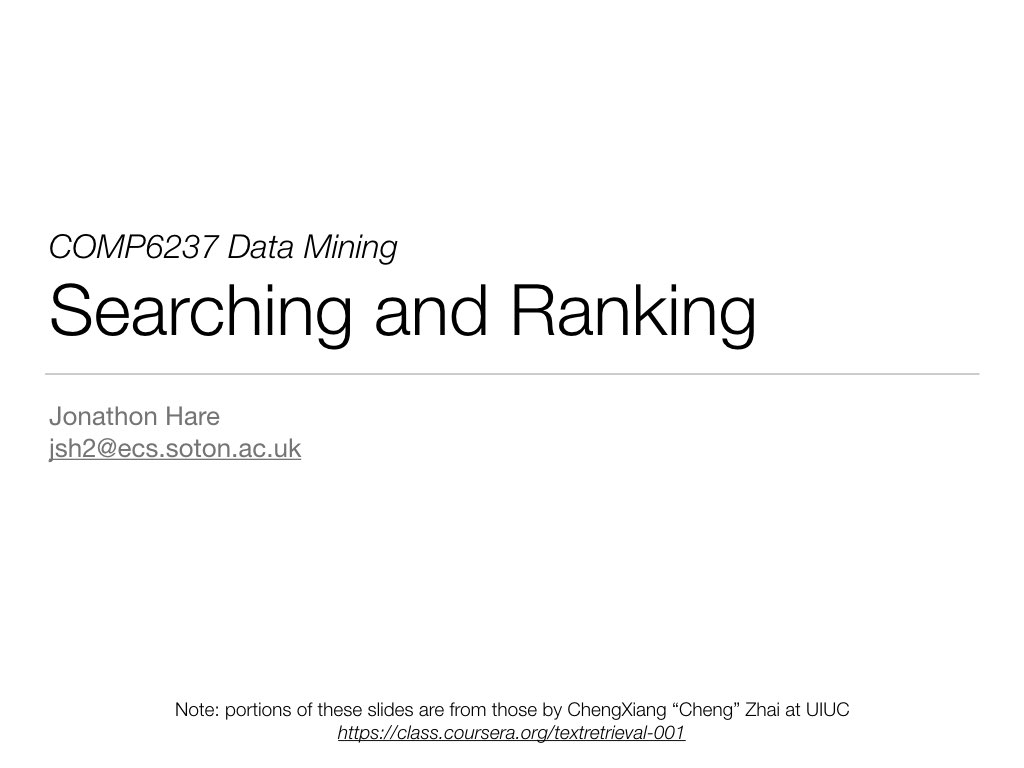 COMP6237 Data Mining
Searching and Ranking
Jonathon Hare
jsh2@ecs.soton.ac.uk
Note: portions of these slides are from those by ChengXiang “Cheng” Zhai at UIUC
https://class.coursera.org/textretrieval-001